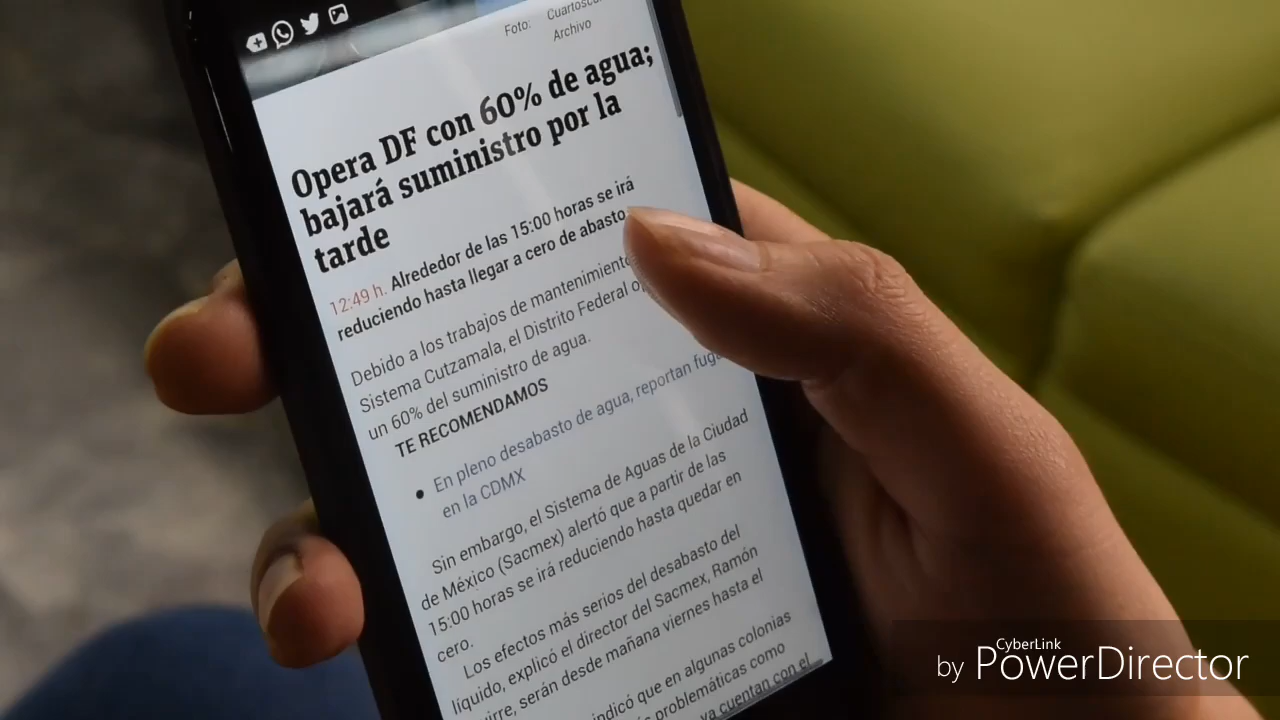 Foto: Cuartoscuro
Archivo
Opera DF con 60% de agua;
bajará suministro por la
tarde
12:49 h. Alrededor de las 15:00 horas se irá
reduciendo hasta llegar a cero de abasto
Debido a los trabajos de mantenimiento
Sistema Cutzamala, el Distrito Federal
un 60% del suministro de agua.
TE RECOMENDAMOS
• En pleno desabasto de agua, reportan
en la CDMX
Sin embargo, el Sistema de Aguas de la Ciudad
de México (Sacmex) alertó que a partir de las
15:00 horas se irá reduciendo hasta quedar en
cero.
Los efectos más serios del desabasto del
líquido, explicó el director del Sacmex, Ramón
serán desde mañana viernes hasta el
indicó que en algunas colonias
problemáticas como
ya cuentan con el
by CyberLink
PowerDirector